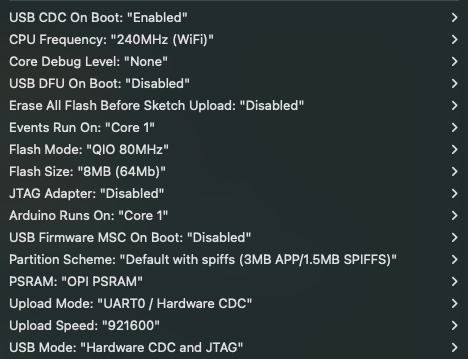 USB CDC On Boot: "Enabled"
CPU Frequency: "240MHz (WiFi)"
Core Debug Level: "None"
USB DFU On Boot: "Disabled"
Erase All Flash Before Sketch Upload: "Disabled"
Events Run On: "Core 1"
Flash Mode: "QIO 80MHz"
Flash Size: "8MB (64Mb)"
JTAG Adapter: "Disabled"
Arduino Runs On: "Core 1"
USB Firmware MSC On Boot: "Disabled"
Partition Scheme: "Default with spiffs (3MB APP/1.5MB SPIFFS)"
PSRAM: "OPI PSRAM"
Upload Mode: "UART0 / Hardware CDC"
Upload Speed: "921600"
USB Mode: "Hardware CDC and JTAG"